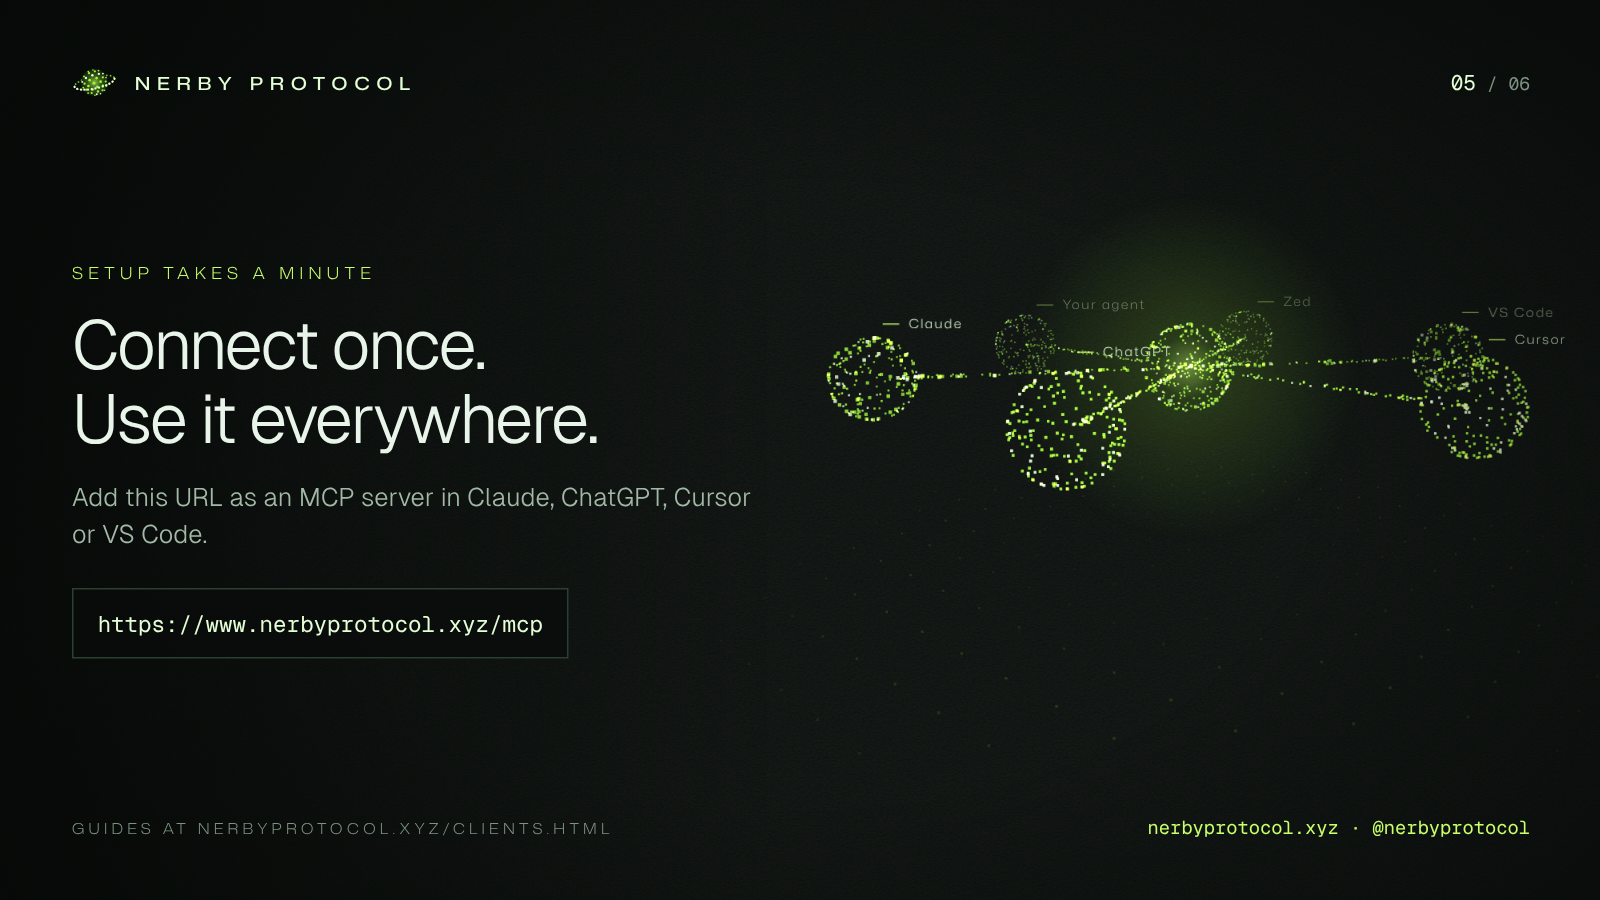 NERBY PROTOCOL
05 / 06
SETUP TAKES A MINUTE
Connect once.
Use it everywhere.
Add this URL as an MCP server in Claude, ChatGPT, Cursor
or VS Code.
https://www.nerbyprotocol.xyz/mcp
Claude
Your agent
ChatGPT
Zed
VS Code
Cursor
GUIDES AT NERBYPROTOCOL.XYZ/CLIENTS.HTML
nerbyprotocol.xyz · @nerbyprotocol